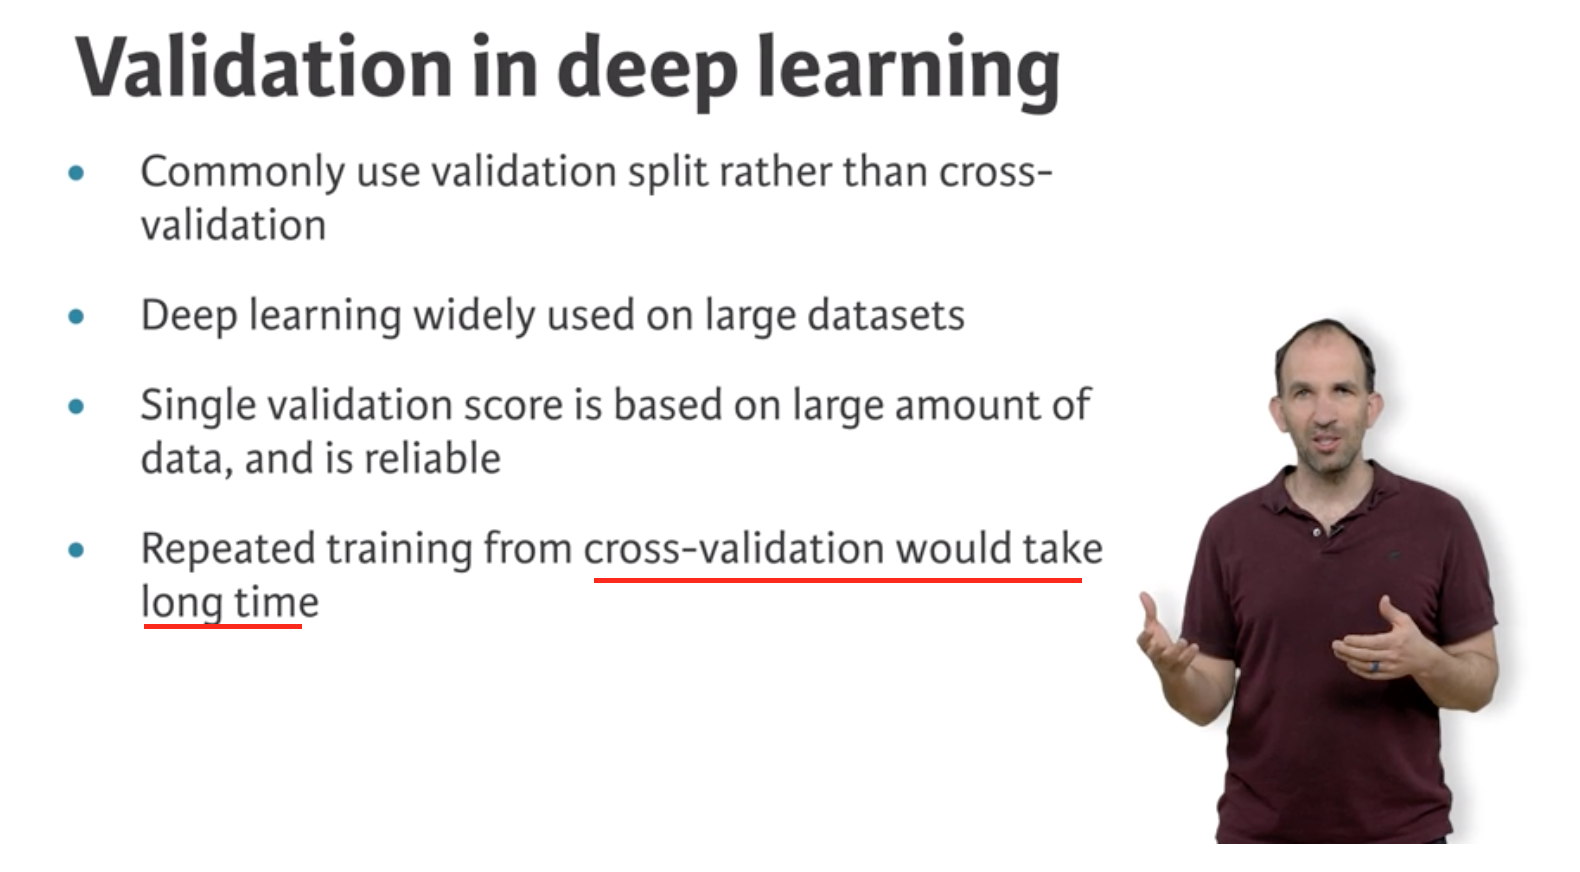 Validation in deep learning
Commonly use validation split rather than cross-
validation
Deep learning widely used on large datasets
Single validation score is based on large amount of
data, and is reliable
Repeated training from cross-validation would take
long time